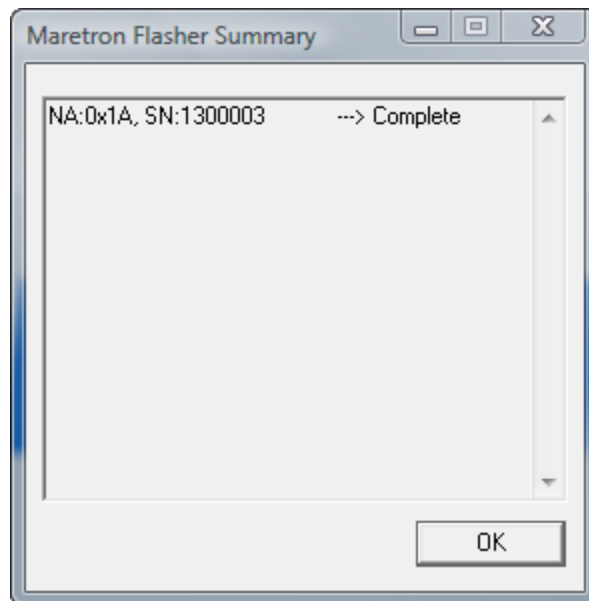 Maretron Flasher Summary
NA:0x1A, SN:1300003 ---> Complete
OK